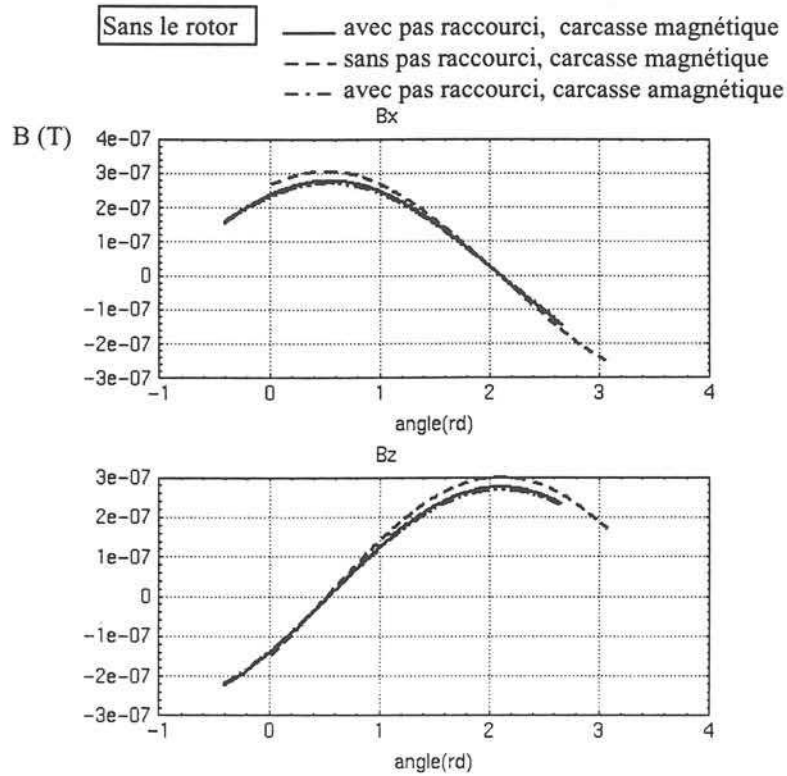 Sans le rotor
avec pas raccourci, carcasse magnétique
sans pas raccourci, carcasse magnétique
avec pas raccourci, carcasse amagnétique
B (T)
Bx
4e-07
3e-07
2e-07
1e-07
0
-1e-07
-2e-07
-3e-07
-1 0 1 2 3 4
angle(rd)
Bz
3e-07
2e-07
1e-07
0
-1e-07
-2e-07
-3e-07
-1 0 1 2 3 4
angle(rd)